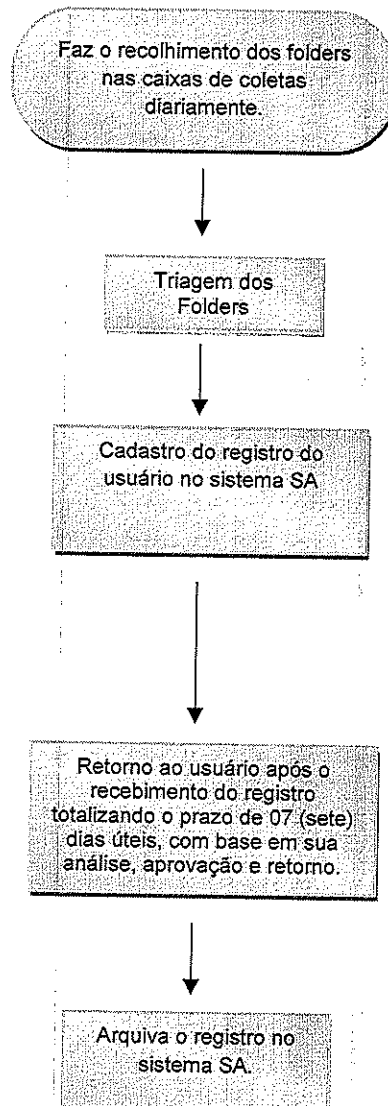 Faz o recolhimento dos folders
nas caixas de coletas
diariamente.
Triagem dos
Folders
Cadastro do registro do
usuário no sistema SA
Retorno ao usuário após o
recebimento do registro
totalizando o prazo de 07 (sete)
dias úteis, com base em sua
análise, aprovação e retorno.
Arquiva o registro no
sistema SA.